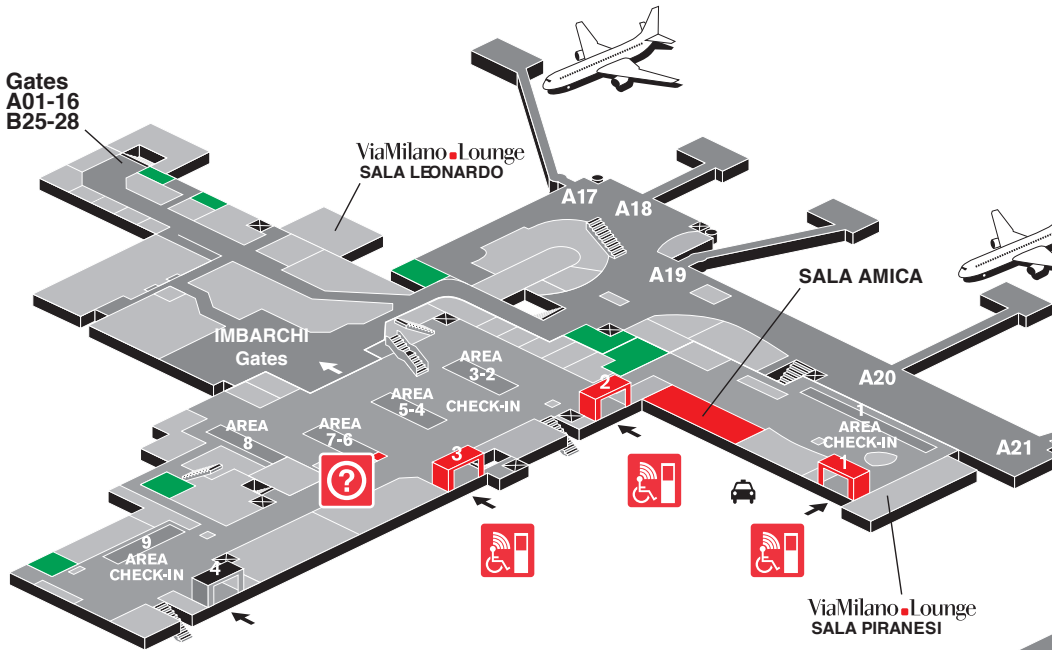 Gates
A01-16
B25-28
ViaMilano Lounge
SALA LEONARDO
A17
A18
A19
SALA AMICA
IMBARCHI
Gates
AREA
3-2
CHECK-IN
AREA
5-4
AREA
7-6
AREA
8
2
3
?
A20
1
AREA
CHECK-IN
A21
1
9
AREA
CHECK-IN
4
ViaMilano Lounge
SALA PIRANESI